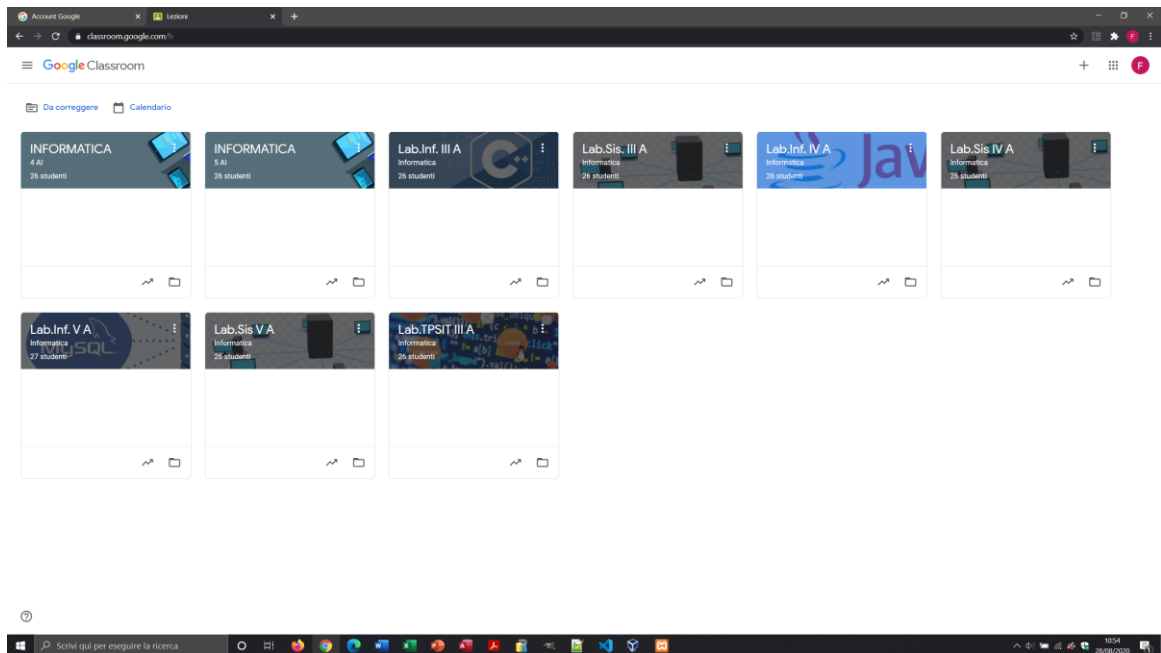 Account Google
Lezioni
classroom.google.com/h
Google Classroom
F
Da correggere
Calendario
INFORMATICA
4 AI
26 studenti
INFORMATICA
5 AI
26 studenti
Lab.Inf. III A
Informatica
26 studenti
C++
Lab.Sis. III A
Informatica
26 studenti
Lab.Inf. IV A
Informatica
26 studenti
Jav
Lab.Sis IV A
Informatica
26 studenti
Lab.Inf. V A
Informatica
27 studenti
MySQL
Lab.Sis V A
Informatica
26 studenti
Lab.TPSIT III A
Informatica
26 studenti
Scrivi qui per eseguire la ricerca
10:54
28/08/2020